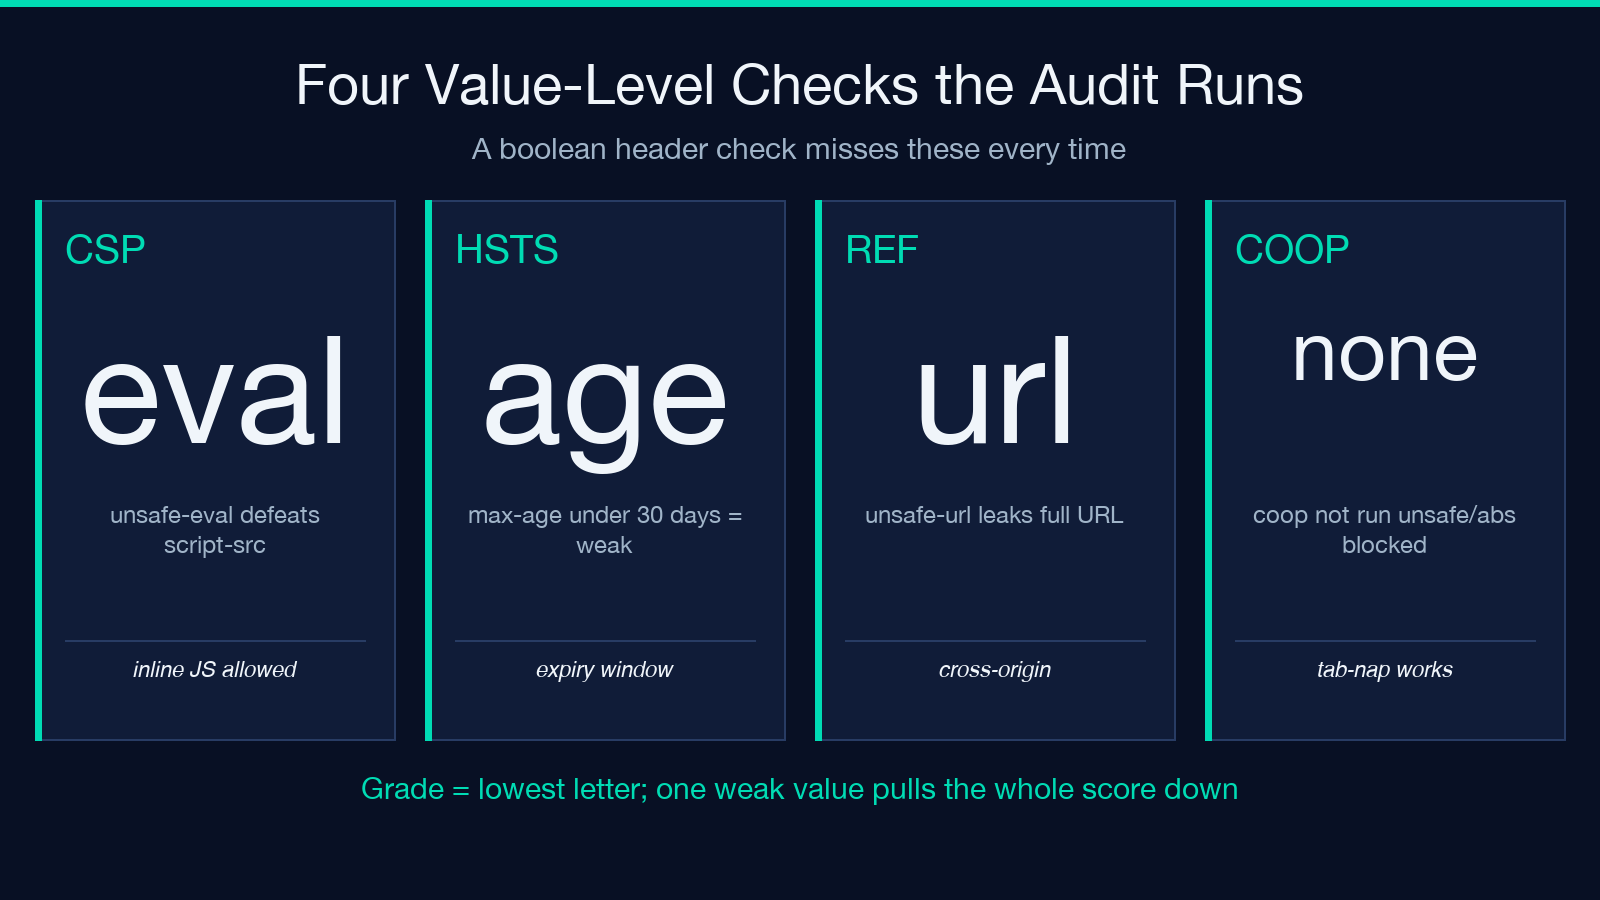 Four Value-Level Checks the Audit Runs
A boolean header check misses these every time
CSP
eval
unsafe-eval defeats
script-src
inline JS allowed
HSTS
age
max-age under 30 days =
weak
expiry window
REF
url
unsafe-url leaks full URL
cross-origin
COOP
none
coop not run unsafe/abs
blocked
tab-nap works
Grade = lowest letter; one weak value pulls the whole score down